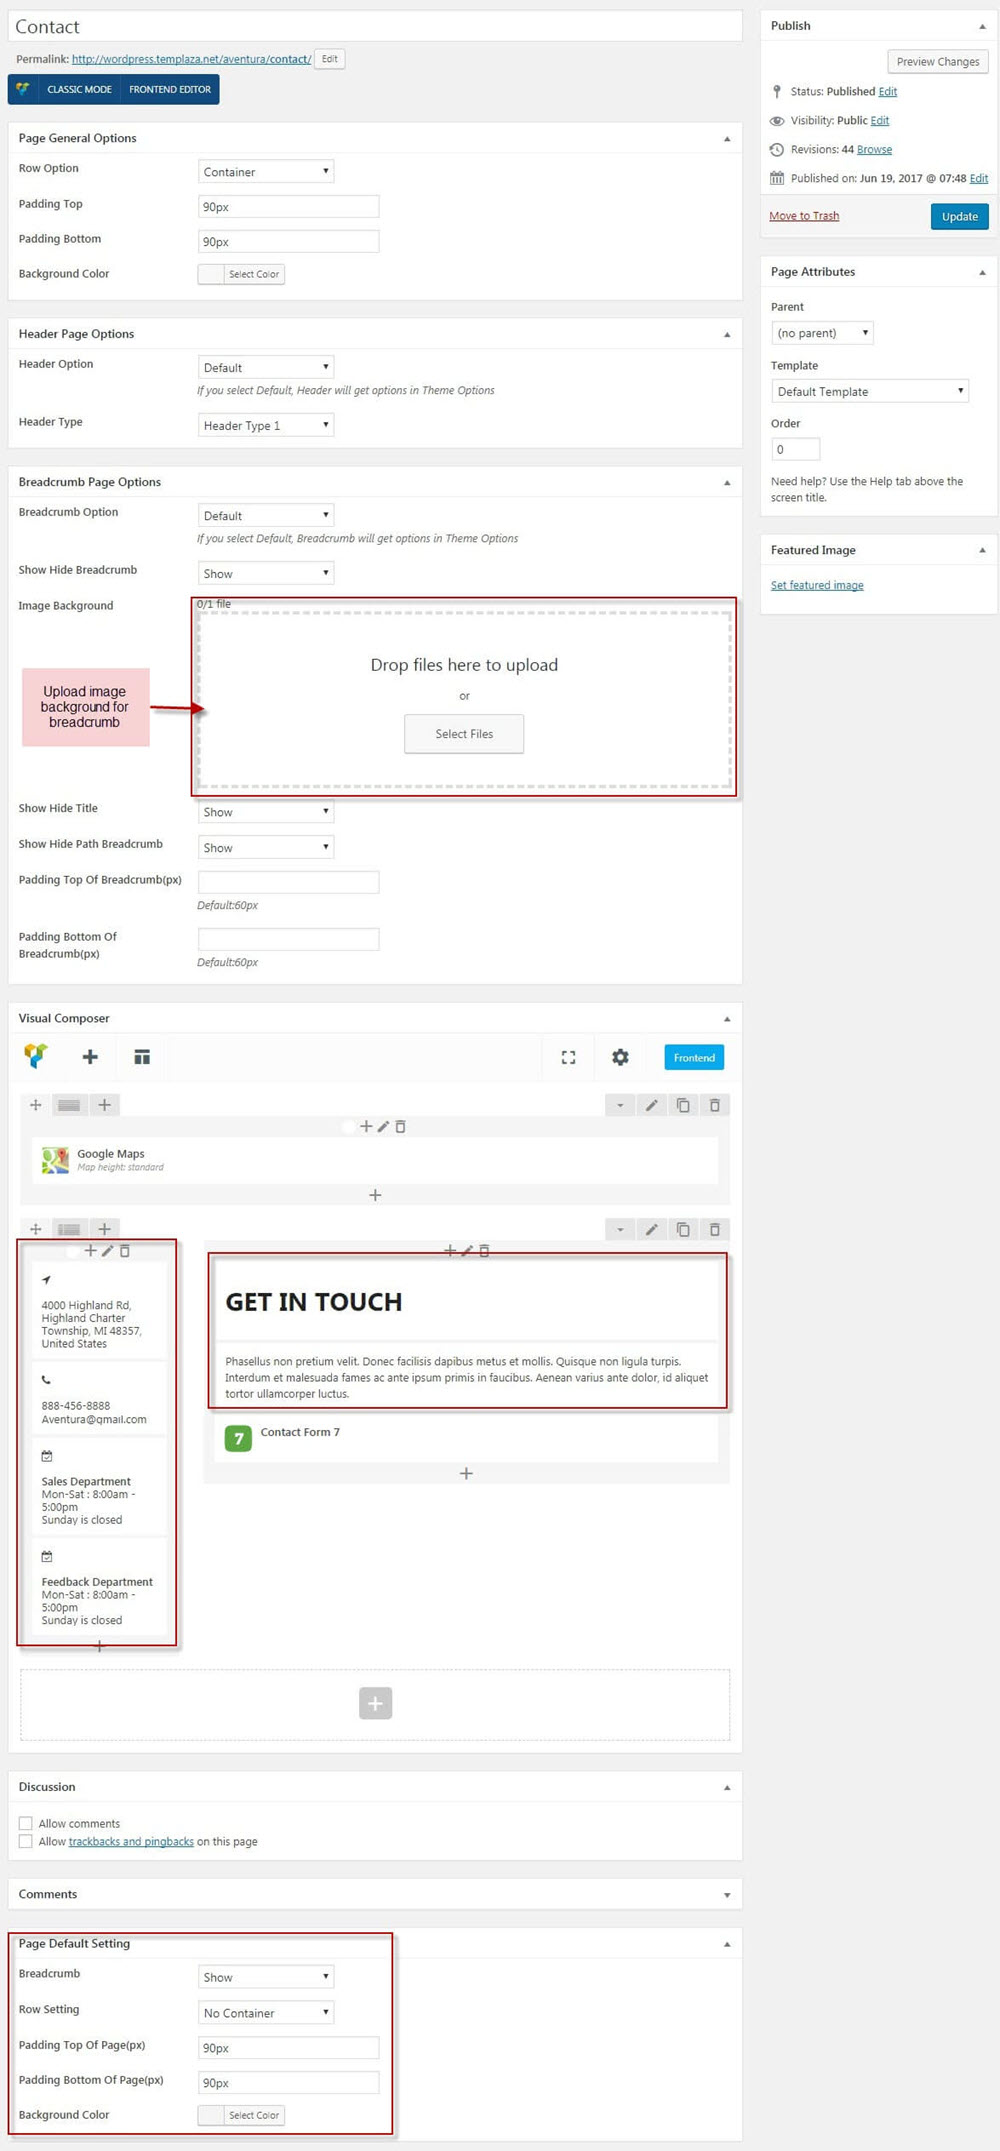 Contact
Permalink: http://wordpress.templaza.net/aventura/contact/ Edit
CLASSIC MODE FRONTEND EDITOR
Page General Options
Row Option Container
Padding Top 90px
Padding Bottom 90px
Background Color Select Color
Header Page Options
Header Option Default
If you select Default, Header will get options in Theme Options
Header Type Header Type 1
Breadcrumb Page Options
Breadcrumb Option Default
If you select Default, Breadcrumb will get options in Theme Options
Show Hide Breadcrumb Show
Image Background 0/1 file
Drop files here to upload
or
Select Files
Upload image
background for
breadcrumb
Show Hide Title Show
Show Hide Path Breadcrumb Show
Padding Top Of Breadcrumb(px)
Default:60px
Padding Bottom Of
Breadcrumb(px)
Default:60px
Visual Composer
Frontend
Google Maps
Map height: standard
4000 Highland Rd,
Highland Charter
Township, MI 48357,
United States
888-456-8888
Aventura@gmail.com
Sales Department
Mon-Sat : 8:00am -
5:00pm
Sunday is closed
Feedback Department
Mon-Sat : 8:00am -
5:00pm
Sunday is closed
GET IN TOUCH
Phasellus non pretium velit. Donec facilisis dapibus metus et mollis. Quisque non ligula turpis.
Interdum et malesuada fames ac ante ipsum primis in faucibus. Aenean varius ante dolor, id aliquet
tortor ullamcorper luctus.
7 Contact Form 7
Discussion
Allow comments
Allow trackbacks and pingbacks on this page
Comments
Page Default Setting
Breadcrumb Show
Row Setting No Container
Padding Top Of Page(px) 90px
Padding Bottom Of Page(px) 90px
Background Color Select Color
Publish
Preview Changes
Status: Published Edit
Visibility: Public Edit
Revisions: 44 Browse
Published on: Jun 19, 2017 @ 07:48 Edit
Move to Trash Update
Page Attributes
Parent
(no parent)
Template
Default Template
Order
0
Need help? Use the Help tab above the
screen title.
Featured Image
Set featured image